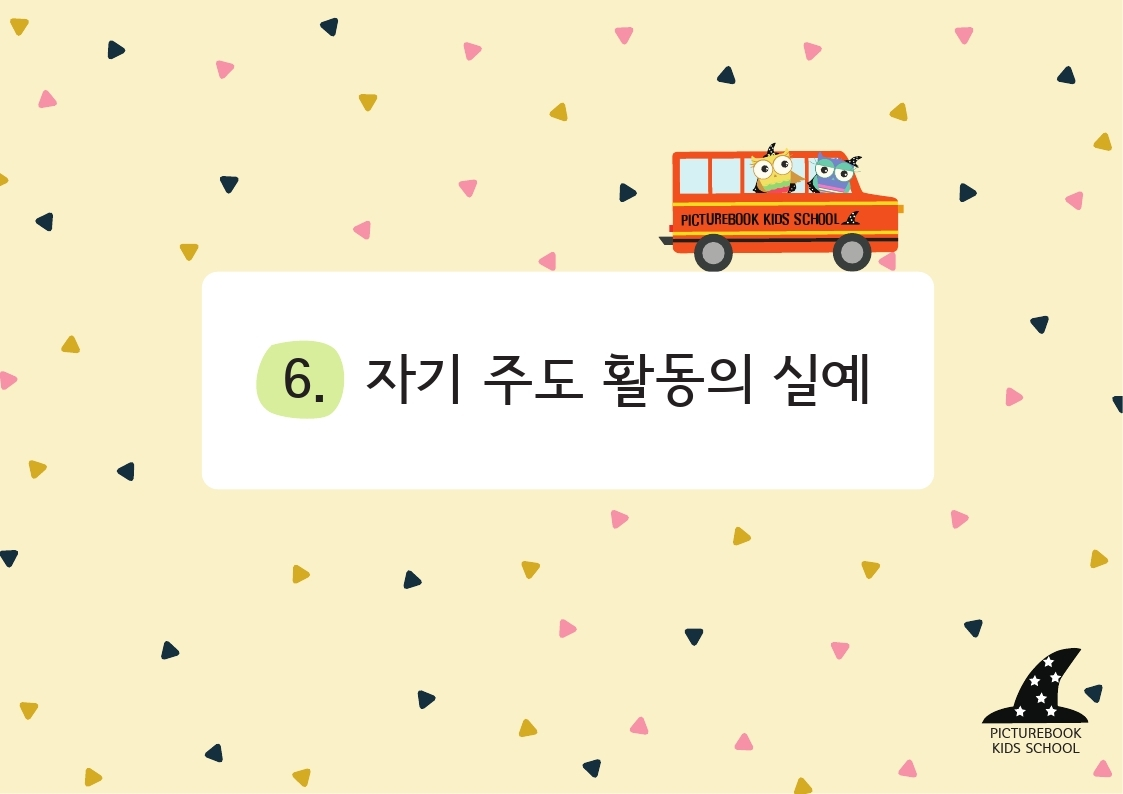 PICTUREBOOK KIDS SCHOOL
6. 자기 주도 활동의 실예
PICTUREBOOK
KIDS SCHOOL